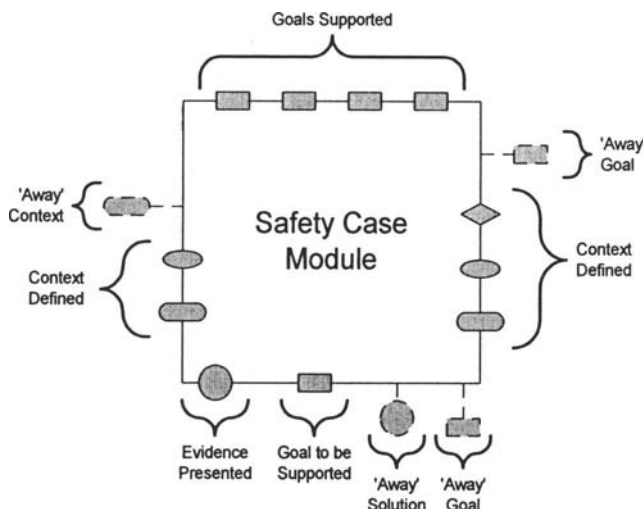 Goals Supported
'Away'
Goal
'Away'
Context
Safety Case
Module
Context
Defined
Context
Defined
Evidence
Presented
Goal to be
Supported
'Away'
Solution
'Away'
Goal